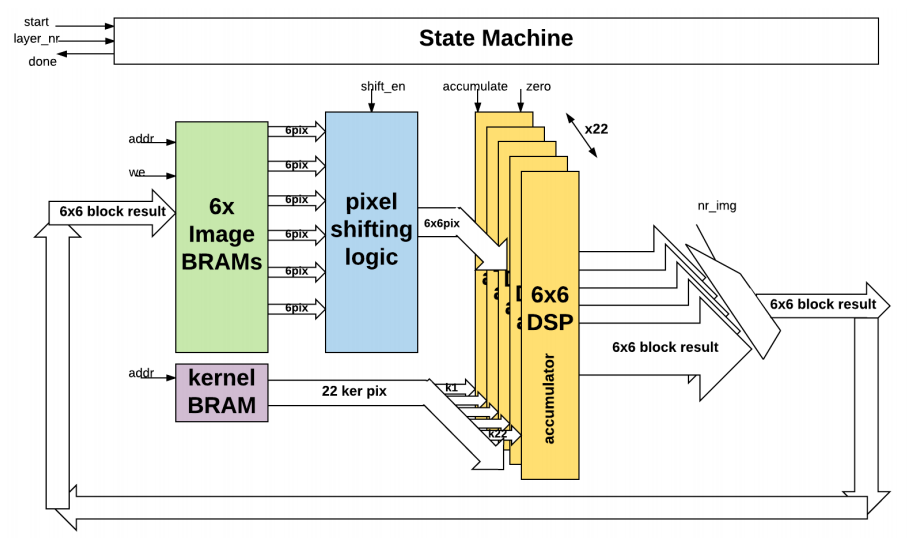 start
layer_nr
done
State Machine
shift_en
accumulate
zero
x22
addr
we
6x6 block result
6x
Image
BRAMs
6pix
6pix
6pix
6pix
6pix
6pix
pixel
shifting
logic
6x6pix
6x6
DSP
accumulator
nr_img
6x6 block result
6x6 block result
addr
kernel
BRAM
22 ker pix
k1
k22